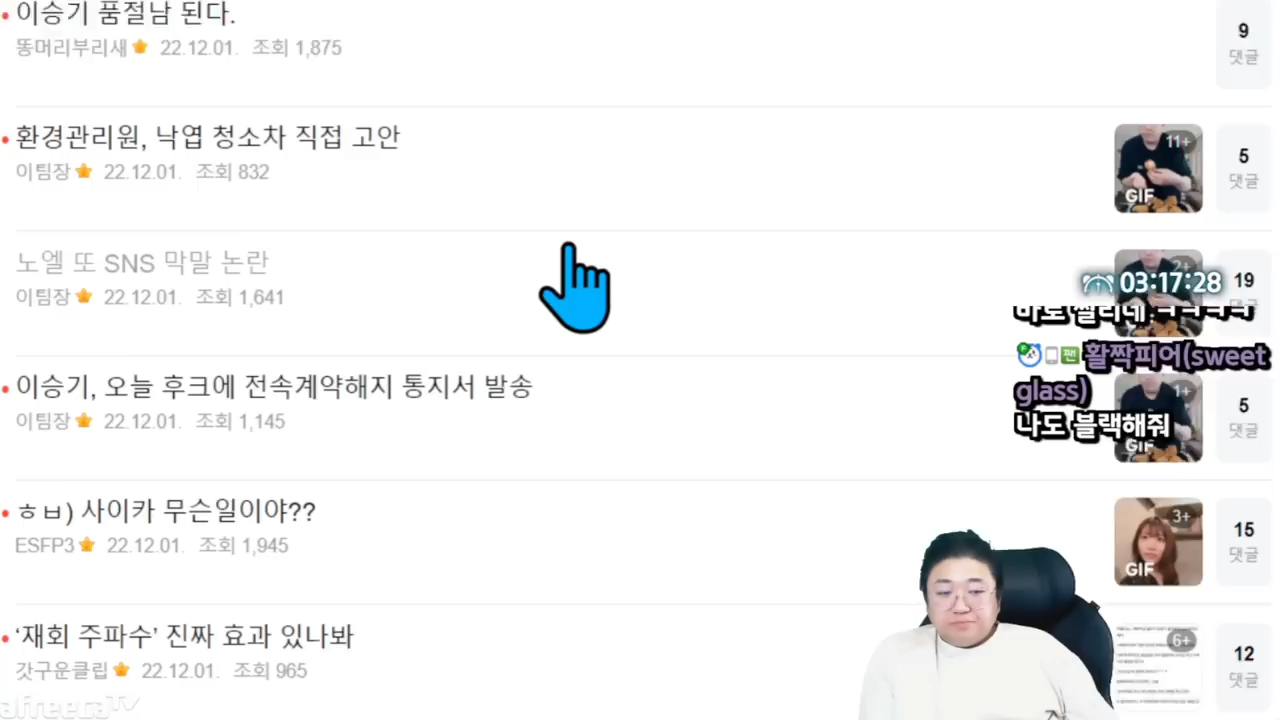 이승기 품절남 된다.
똥머리부리새 22.12.01. 조회 1,875
9
댓글
환경관리원, 낙엽 청소차 직접 고안
이팀장 22.12.01. 조회 832
11+
GIF
5
댓글
노엘 또 SNS 막말 논란
이팀장 22.12.01. 조회 1,641
2+
19
03:17:28
활짝피어(sweet
glass)
나도 블랙해줘
이승기, 오늘 후크에 전속계약해지 통지서 발송
이팀장 22.12.01. 조회 1,145
1+
GIF
5
댓글
ㅎㅂ) 사이카 무슨일이야??
ESFP3 22.12.01. 조회 1,945
3+
GIF
15
댓글
‘재회 주파수’ 진짜 효과 있나봐
갓구운클립 22.12.01. 조회 965
6+
12
댓글
afreecaTV